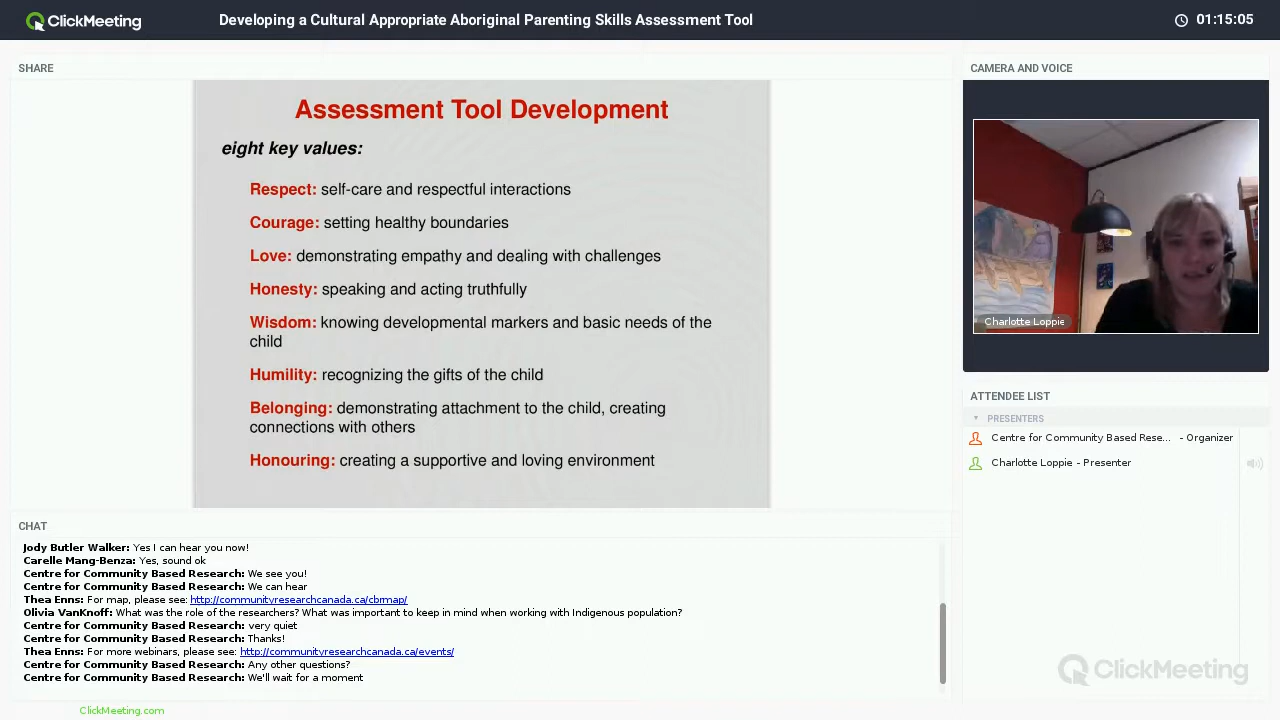 ClickMeeting
Developing a Cultural Appropriate Aboriginal Parenting Skills Assessment Tool
01:15:05
SHARE
Assessment Tool Development
eight key values:
Respect: self-care and respectful interactions
Courage: setting healthy boundaries
Love: demonstrating empathy and dealing with challenges
Honesty: speaking and acting truthfully
Wisdom: knowing developmental markers and basic needs of the
child
Humility: recognizing the gifts of the child
Belonging: demonstrating attachment to the child, creating
connections with others
Honouring: creating a supportive and loving environment
CAMERA AND VOICE
Charlotte Loppie
ATTENDEE LIST
PRESENTERS
Centre for Community Based Rese... - Organizer
Charlotte Loppie - Presenter
CHAT
Jody Butler Walker: Yes I can hear you now!
Carelle Mang-Benza: Yes, sound ok
Centre for Community Based Research: We see you!
Centre for Community Based Research: We can hear
Thea Enns: For map, please see: http://communityresearchcanada.ca/cbrmap/
Olivia VanKnoff: What was the role of the researchers? What was important to keep in mind when working with Indigenous population?
Centre for Community Based Research: very quiet
Centre for Community Based Research: Thanks!
Thea Enns: For more webinars, please see: http://communityresearchcanada.ca/events/
Centre for Community Based Research: Any other questions?
Centre for Community Based Research: We'll wait for a moment
ClickMeeting
ClickMeeting.com